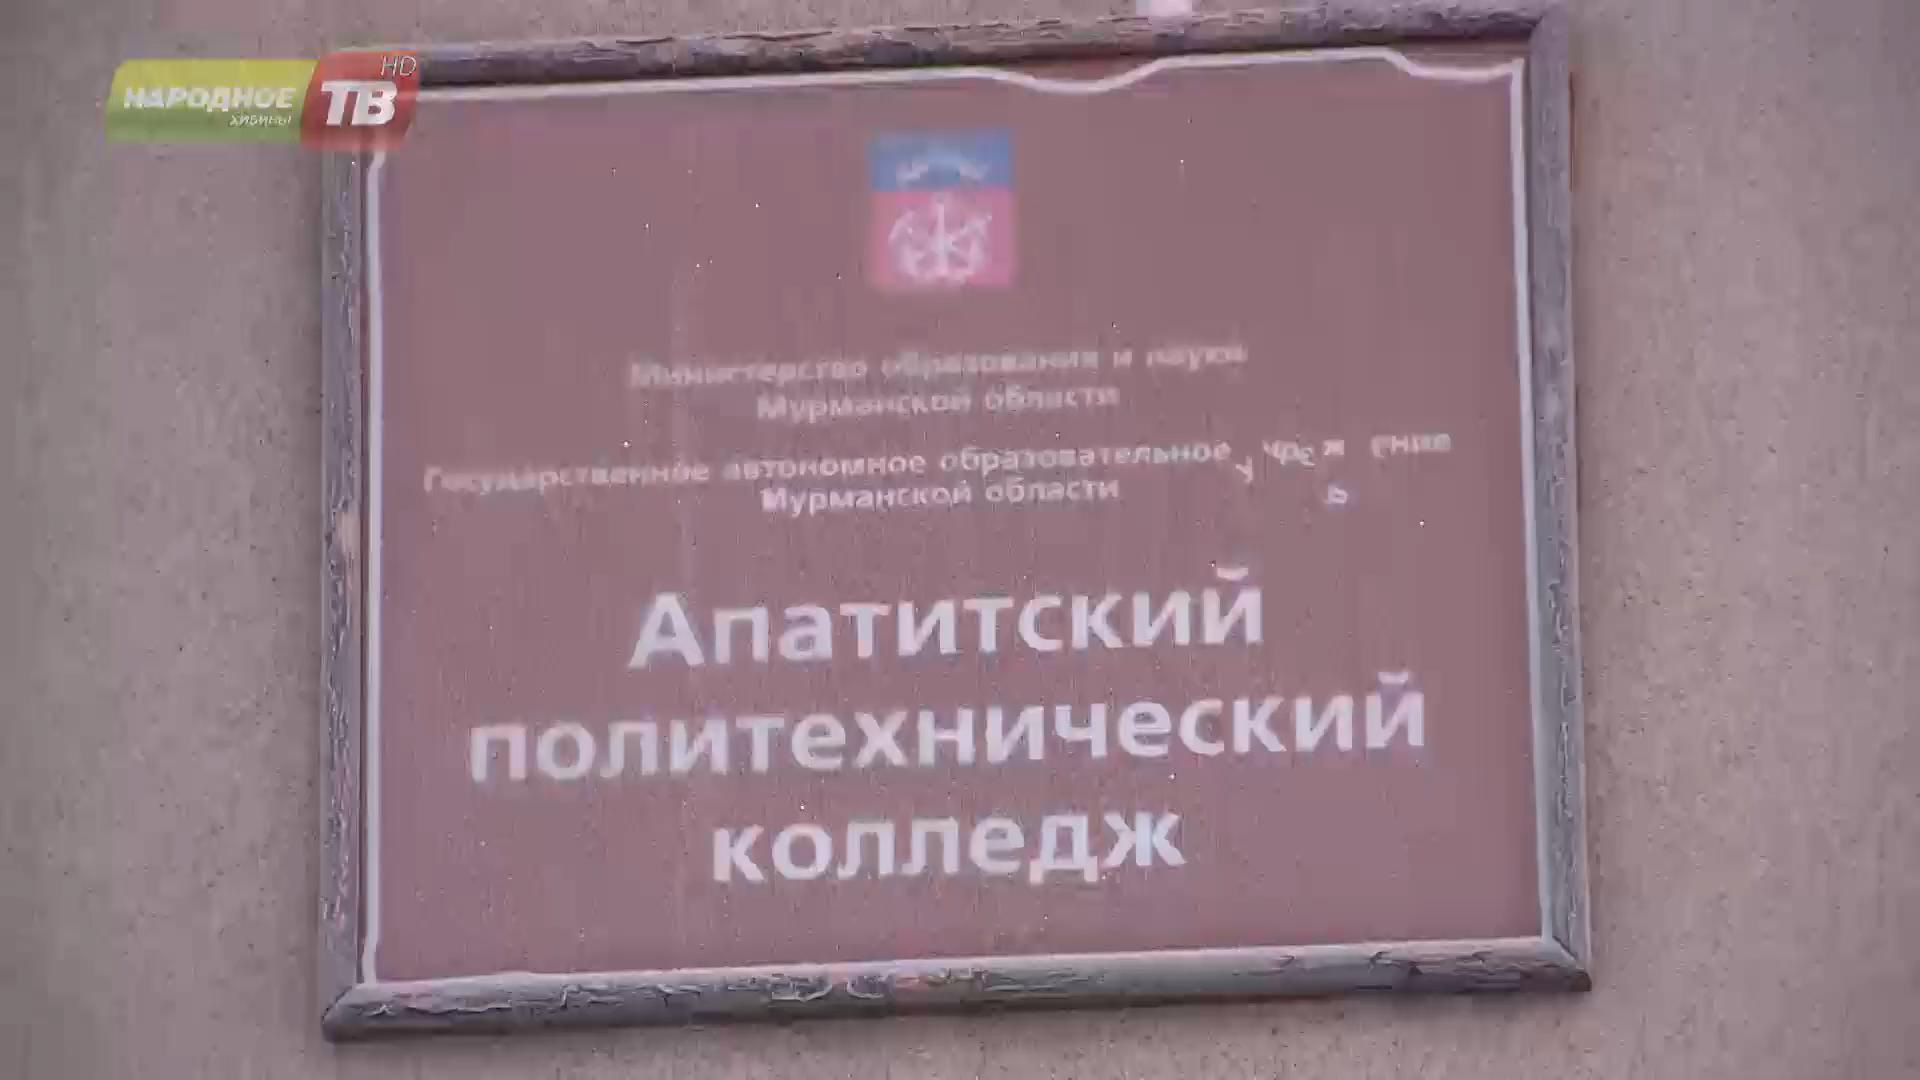 НАРОДНОЕ ТВ HD
ХИБИНЫ
Министерство образования и науки
Мурманской области
Государственное автономное образовательное учреждение
Мурманской области
Апатитский
политехнический
колледж